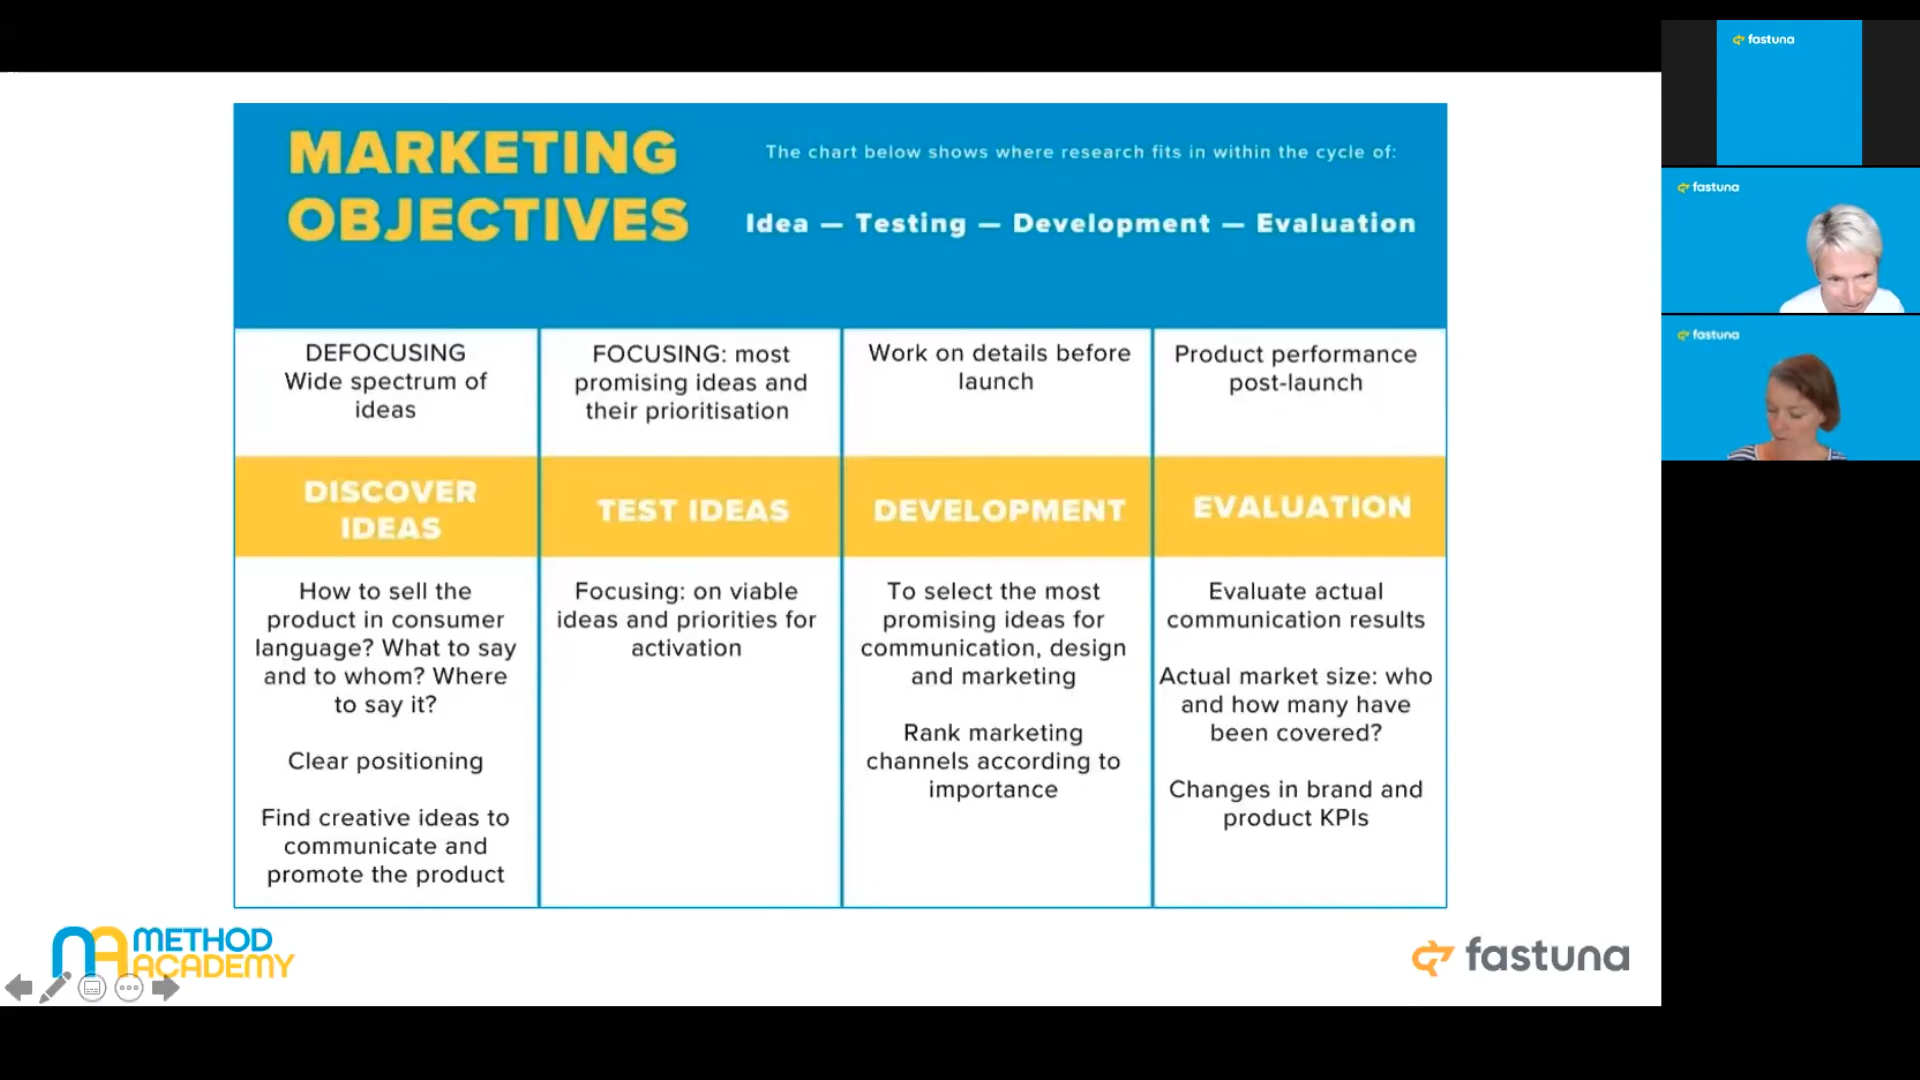 MARKETING
OBJECTIVES
The chart below shows where research fits in within the cycle of:
Idea — Testing — Development — Evaluation
DEFOCUSING
Wide spectrum of
ideas
FOCUSING: most
promising ideas and
their prioritisation
Work on details before
launch
Product performance
post-launch
DISCOVER
IDEAS
TEST IDEAS
DEVELOPMENT
EVALUATION
How to sell the
product in consumer
language? What to say
and to whom? Where
to say it?
Clear positioning
Find creative ideas to
communicate and
promote the product
Focusing: on viable
ideas and priorities for
activation
To select the most
promising ideas for
communication, design
and marketing
Rank marketing
channels according to
importance
Evaluate actual
communication results
Actual market size: who
and how many have
been covered?
Changes in brand and
product KPIs
METHOD
ACADEMY
fastuna
fastuna
fastuna
fastuna